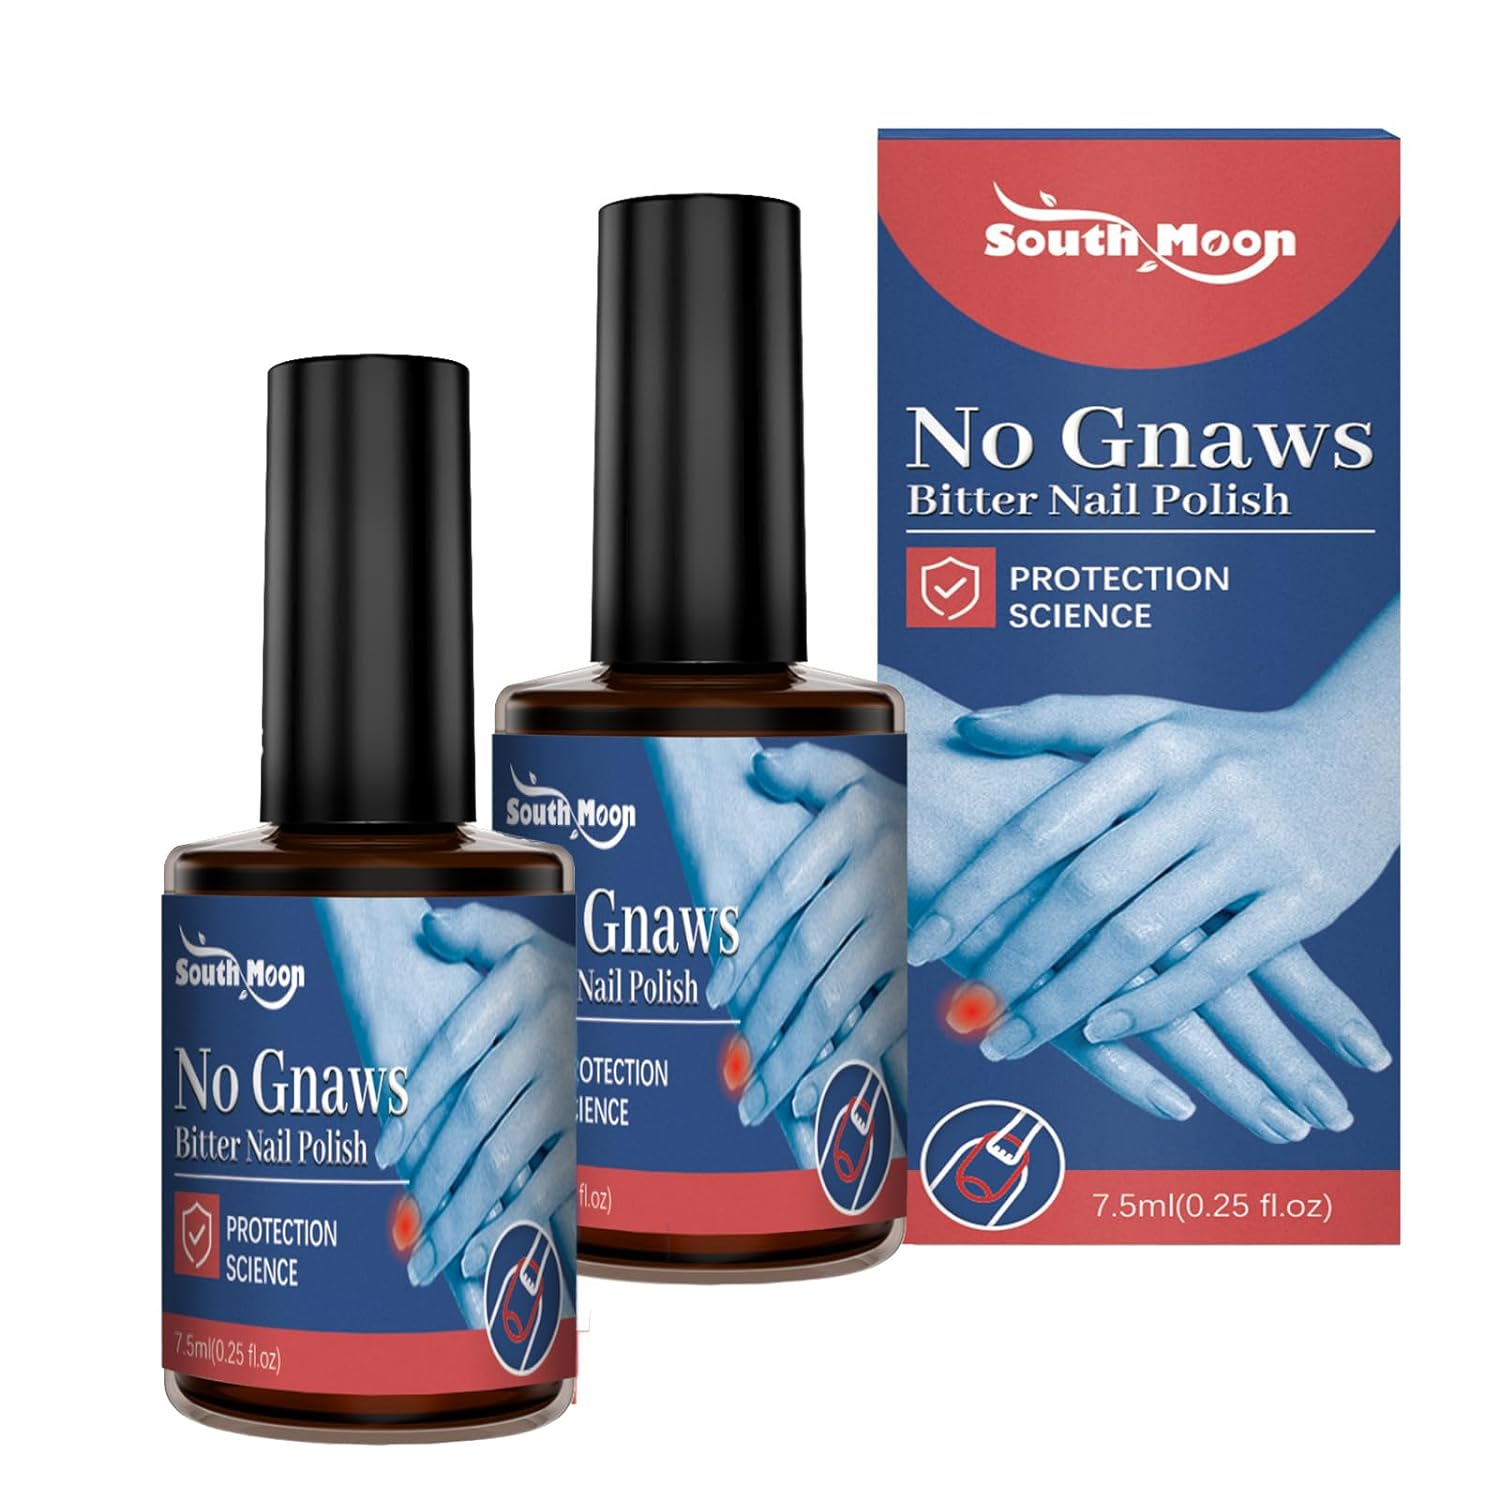 South Moon
No Gnaws
Bitter Nail Polish
PROTECTION
SCIENCE
7.5ml(0.25 fl.oz)
South Moon
Gnaws
Nail Polish
OTECTION
IENCE
fl.oz)
South Moon
No Gnaws
Bitter Nail Polish
PROTECTION
SCIENCE
7.5ml(0.25 fl.oz)